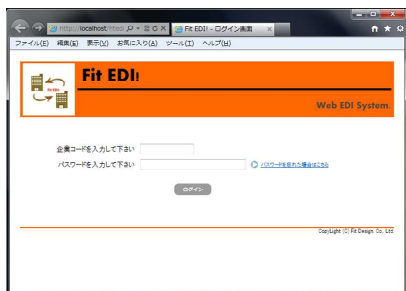 http://localhost/
Fit EDI! - ログイン画面
ファイル(E) 編集(E) 表示(V) お気に入り(A) ツール(T) ヘルプ(H)
Fit EDI!
Web EDI System.
企業コードを入力して下さい
パスワードを入力して下さい
パスワードを忘れた場合はこちら
ログイン
CopyLight (C) Fit Design Co. Ltd